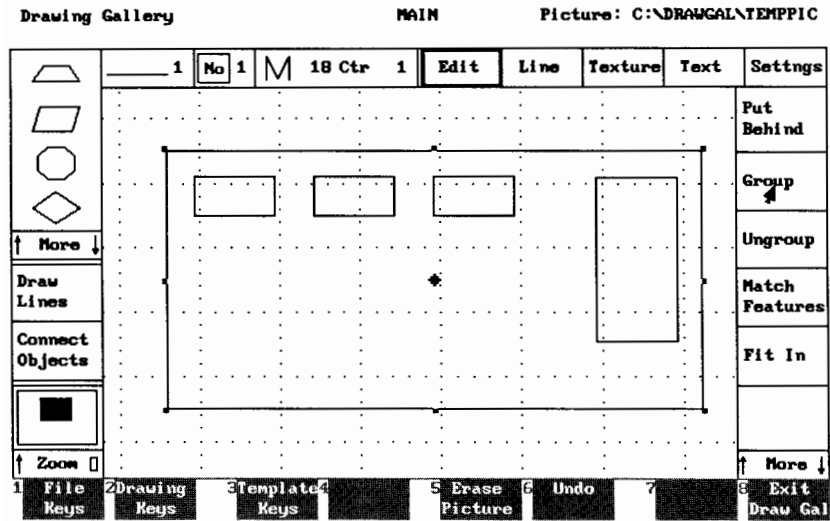 Drawing Gallery MAIN Picture: C:\DRAWGAL\TEMPPIC
1 No 1 M 18 Ctr 1 Edit Line Texture Text Settngs
Put
Behind
Group
Ungroup
↑ More ↓
Draw
Lines
Match
Features
Connect
Objects
Fit In
↑ Zoom
↑ More ↓
1 File
Keys
2 Drawing
Keys
3 Template
Keys
4
5 Erase
Picture
6 Undo
7
8 Exit
Draw Gal